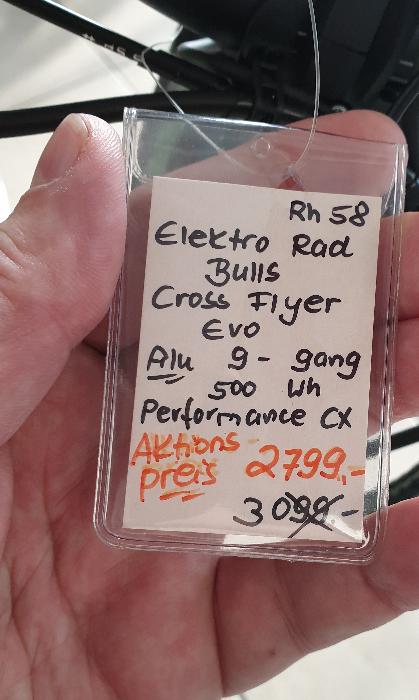 Rh 58
Elektro Rad
Bulls
Cross Flyer
Evo
Alu 9- gang
500 Wh
Performance CX
Aktions
preis 2799,-
3099,-